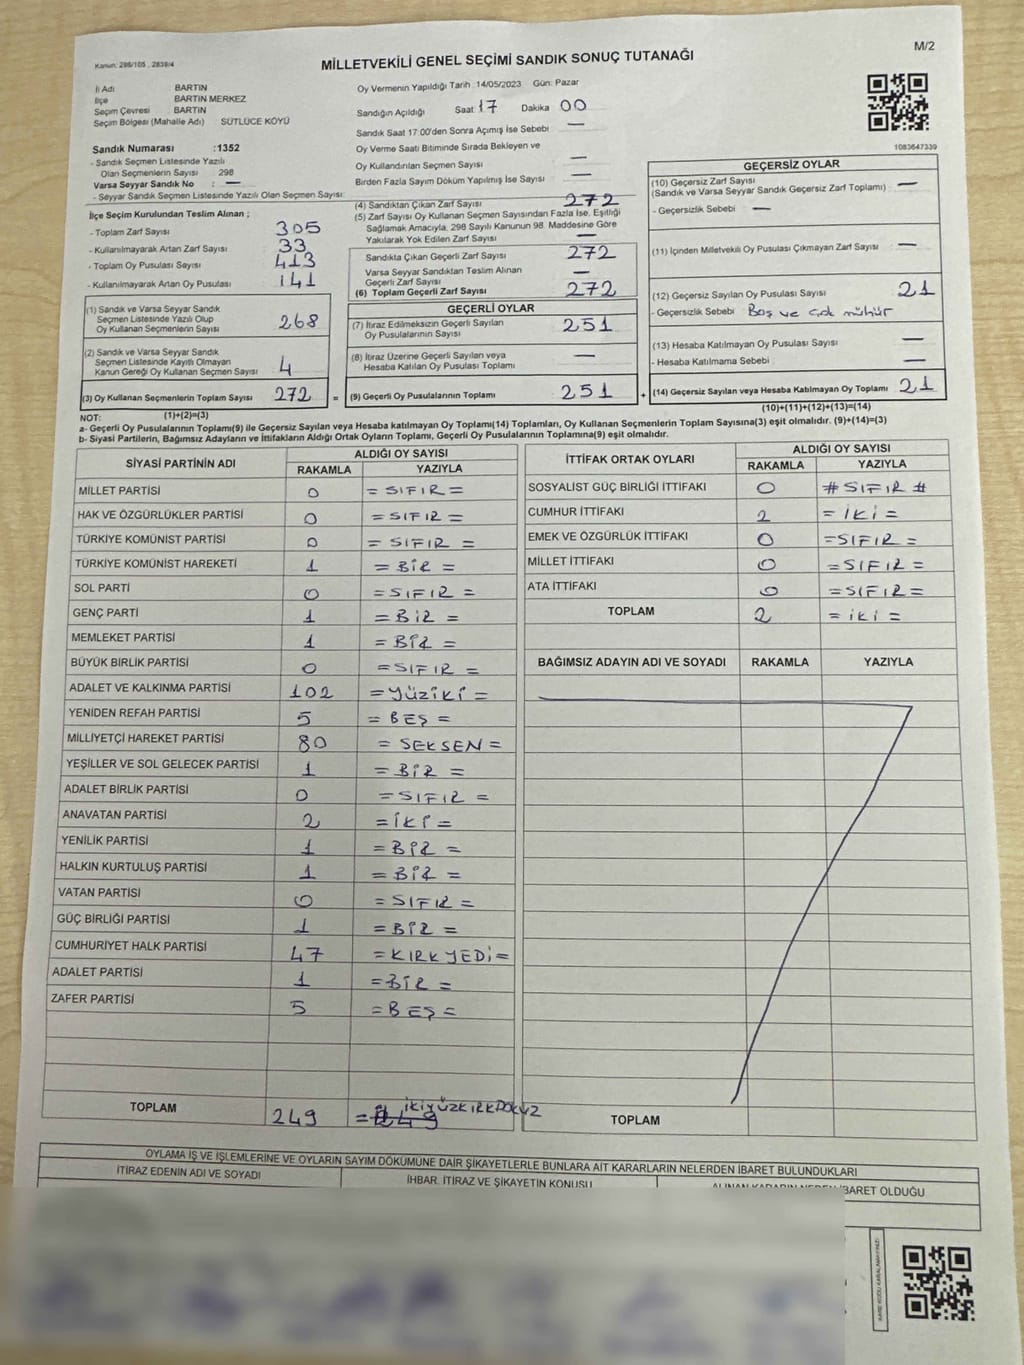 M/2
Kanun: 298/105 , 2839/4
MİLLETVEKİLİ GENEL SEÇİMİ SANDIK SONUÇ TUTANAĞI
İl Adı : BARTIN
İlçe BARTIN MERKEZ
Seçim Çevresi : BARTIN
Seçim Bölgesi (Mahalle Adı) SÜTLÜCE KÖYÜ
Sandık Numarası :1352
- Sandık Seçmen Listesinde Yazılı
Olan Seçmenlerin Sayısı 298
Varsa Seyyar Sandık No : —
- Seyyar Sandık Seçmen Listesinde Yazılı Olan Seçmen Sayısı:
İlçe Seçim Kurulundan Teslim Alınan ;
- Toplam Zarf Sayısı 305
- Kullanılmayarak Artan Zarf Sayısı 33
- Toplam Oy Pusulası Sayısı 413
- Kullanılmayarak Artan Oy Pusulası 141
(1) Sandık ve Varsa Seyyar Sandık
Seçmen Listesinde Yazılı Olup
Oy Kullanan Seçmenlerin Sayısı 268
(2) Sandık ve Varsa Seyyar Sandık
Seçmen Listesinde Kayıtlı Olmayan
Kanun Gereği Oy Kullanan Seçmen Sayısı 4
(3) Oy Kullanan Seçmenlerin Toplam Sayısı 272 =
Oy Vermenin Yapıldığı Tarih : 14/05/2023 Gün: Pazar
Sandığın Açıldığı Saat 17 Dakika 00
Sandık Saat 17:00'den Sonra Açılmış İse Sebebi —
Oy Verme Saati Bitiminde Sırada Bekleyen ve
Oy Kullandırılan Seçmen Sayısı —
Birden Fazla Sayım Döküm Yapılmış İse Sayısı —
(4) Sandıktan Çıkan Zarf Sayısı 272
(5) Zarf Sayısı Oy Kullanan Seçmen Sayısından Fazla İse, Eşitliği
Sağlamak Amacıyla, 298 Sayılı Kanunun 98. Maddesine Göre
Yakılarak Yok Edilen Zarf Sayısı —
Sandıkta Çıkan Geçerli Zarf Sayısı 272
Varsa Seyyar Sandıktan Teslim Alınan
Geçerli Zarf Sayısı —
(6) Toplam Geçerli Zarf Sayısı 272
GEÇERLİ OYLAR
(7) İtiraz Edilmeksizin Geçerli Sayılan
Oy Pusulalarının Sayısı 251
(8) İtiraz Üzerine Geçerli Sayılan veya
Hesaba Katılan Oy Pusulası Toplamı —
(9) Geçerli Oy Pusulalarının Toplamı 251 +
1083647339
GEÇERSİZ OYLAR
(10) Geçersiz Zarf Sayısı
(Sandık ve Varsa Seyyar Sandık Geçersiz Zarf Toplamı) —
- Geçersizlik Sebebi : —
(11) İçinden Milletvekili Oy Pusulası Çıkmayan Zarf Sayısı —
(12) Geçersiz Sayılan Oy Pusulası Sayısı 21
- Geçersizlik Sebebi : Boş ve çok mühür
(13) Hesaba Katılmayan Oy Pusulası Sayısı —
- Hesaba Katılmama Sebebi : —
(14) Geçersiz Sayılan veya Hesaba Katılmayan Oy Toplamı 21
NOT: (1)+(2)=(3) (10)+(11)+(12)+(13)=(14)
a- Geçerli Oy Pusulalarının Toplamı(9) ile Geçersiz Sayılan veya Hesaba katılmayan Oy Toplamı(14) Toplamları, Oy Kullanan Seçmenlerin Toplam Sayısına(3) eşit olmalıdır. (9)+(14)=(3)
b- Siyasi Partilerin, Bağımsız Adayların ve İttifakların Aldığı Ortak Oyların Toplamı, Geçerli Oy Pusulalarının Toplamına(9) eşit olmalıdır.
SİYASİ PARTİNİN ADI ALDIĞI OY SAYISI
RAKAMLA YAZIYLA
MİLLET PARTİSİ 0 = SIFIR =
HAK VE ÖZGÜRLÜKLER PARTİSİ 0 = SIFIR =
TÜRKİYE KOMÜNİST PARTİSİ 0 = SIFIR =
TÜRKİYE KOMÜNİST HAREKETİ 1 = BİR =
SOL PARTİ 0 = SIFIR =
GENÇ PARTİ 1 = BİR =
MEMLEKET PARTİSİ 1 = BİR =
BÜYÜK BİRLİK PARTİSİ 0 = SIFIR =
ADALET VE KALKINMA PARTİSİ 102 = YÜZİKİ =
YENİDEN REFAH PARTİSİ 5 = BEŞ =
MİLLİYETÇİ HAREKET PARTİSİ 80 = SEKSEN =
YEŞİLLER VE SOL GELECEK PARTİSİ 1 = BİR =
ADALET BİRLİK PARTİSİ 0 = SIFIR =
ANAVATAN PARTİSİ 2 = İKİ =
YENİLİK PARTİSİ 1 = BİR =
HALKIN KURTULUŞ PARTİSİ 1 = BİR =
VATAN PARTİSİ 0 = SIFIR =
GÜÇ BİRLİĞİ PARTİSİ 1 = BİR =
CUMHURİYET HALK PARTİSİ 47 = KIRKYEDİ =
ADALET PARTİSİ 1 = BİR =
ZAFER PARTİSİ 5 = BEŞ =
TOPLAM 249 = İKİYÜZKIRKDOKUZ
İTTİFAK ORTAK OYLARI ALDIĞI OY SAYISI
RAKAMLA YAZIYLA
SOSYALİST GÜÇ BİRLİĞİ İTTİFAKI 0 # SIFIR #
CUMHUR İTTİFAKI 2 = İKİ =
EMEK VE ÖZGÜRLÜK İTTİFAKI 0 = SIFIR =
MİLLET İTTİFAKI 0 = SIFIR =
ATA İTTİFAKI 0 = SIFIR =
TOPLAM 2 = İKİ =
BAĞIMSIZ ADAYIN ADI VE SOYADI RAKAMLA YAZIYLA
TOPLAM
OYLAMA İŞ VE İŞLEMLERİNE VE OYLARIN SAYIM DÖKÜMÜNE DAİR ŞİKAYETLERLE BUNLARA AİT KARARLARIN NELERDEN İBARET BULUNDUKLARI
İTİRAZ EDENİN ADI VE SOYADI İHBAR, İTİRAZ VE ŞİKAYETİN KONUSU ALINAN KARARIN NEDEN İBARET OLDUĞU